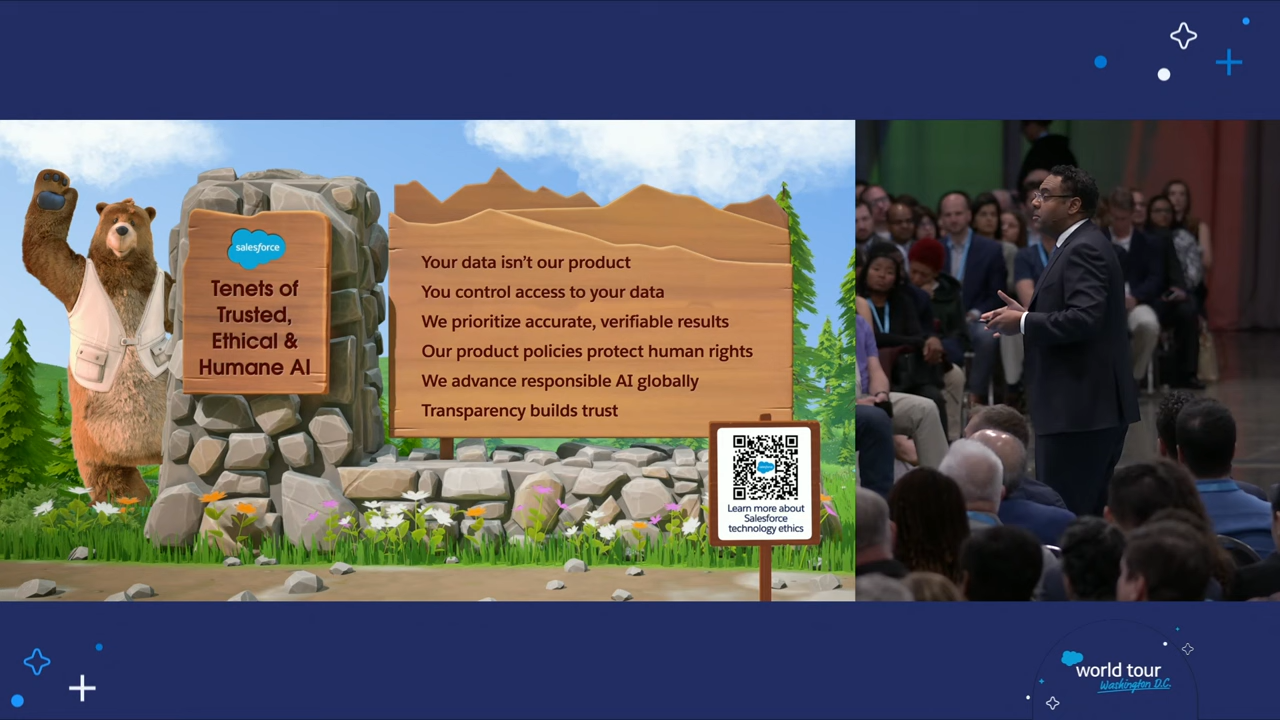 salesforce
Tenets of
Trusted,
Ethical &
Humane AI
Your data isn’t our product
You control access to your data
We prioritize accurate, verifiable results
Our product policies protect human rights
We advance responsible AI globally
Transparency builds trust
Learn more about
Salesforce
technology ethics
world tour
Washington D.C.